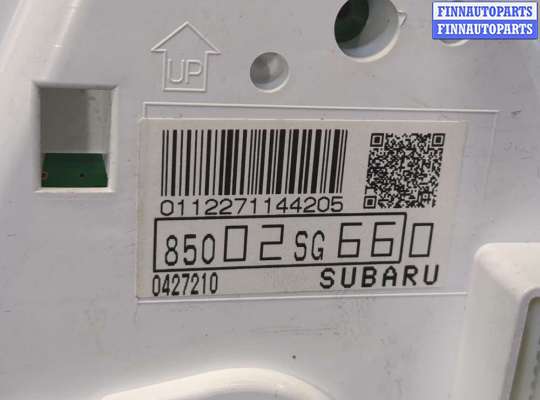 FINNAUTOPARTS
FINNAUTOPARTS
UP
0112271144205
85002SG660
0427210 SUBARU